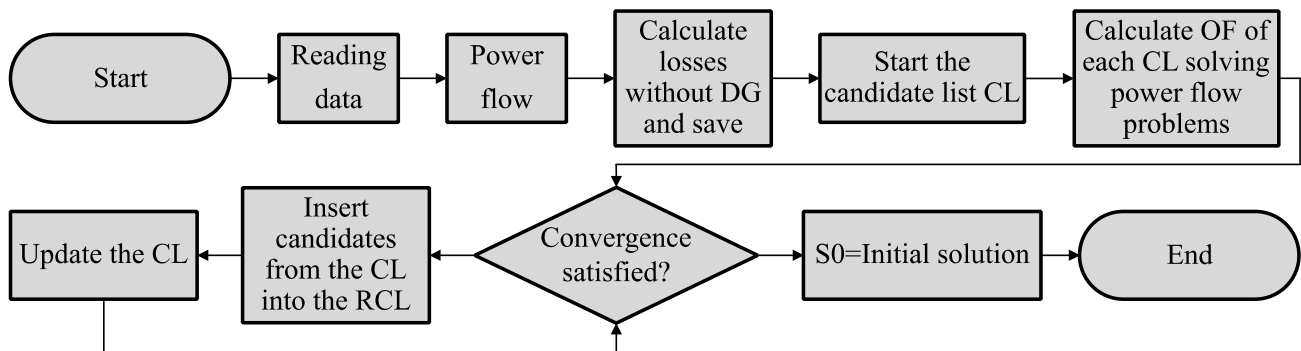 Start
Reading
data
Power
flow
Calculate
losses
without DG
and save
Start the
candidate list CL
Calculate OF of
each CL solving
power flow
problems
Update the CL
Insert
candidates
from the CL
into the RCL
Convergence
satisfied?
S0=Initial solution
End